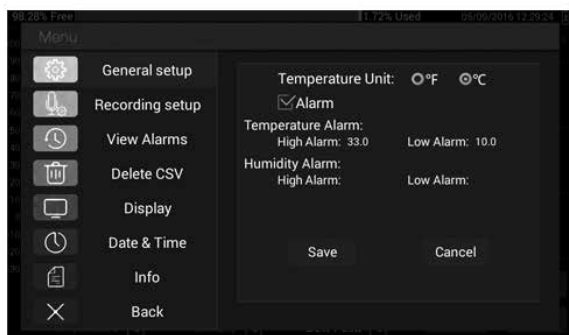 98.28% Free 1.72% Used 05/09/2016 12:29:24
Menu
General setup
Recording setup
View Alarms
Delete CSV
Display
Date & Time
Info
Back
Temperature Unit: °F °C
Alarm
Temperature Alarm:
High Alarm: 33.0 Low Alarm: 10.0
Humidity Alarm:
High Alarm: Low Alarm:
Save Cancel